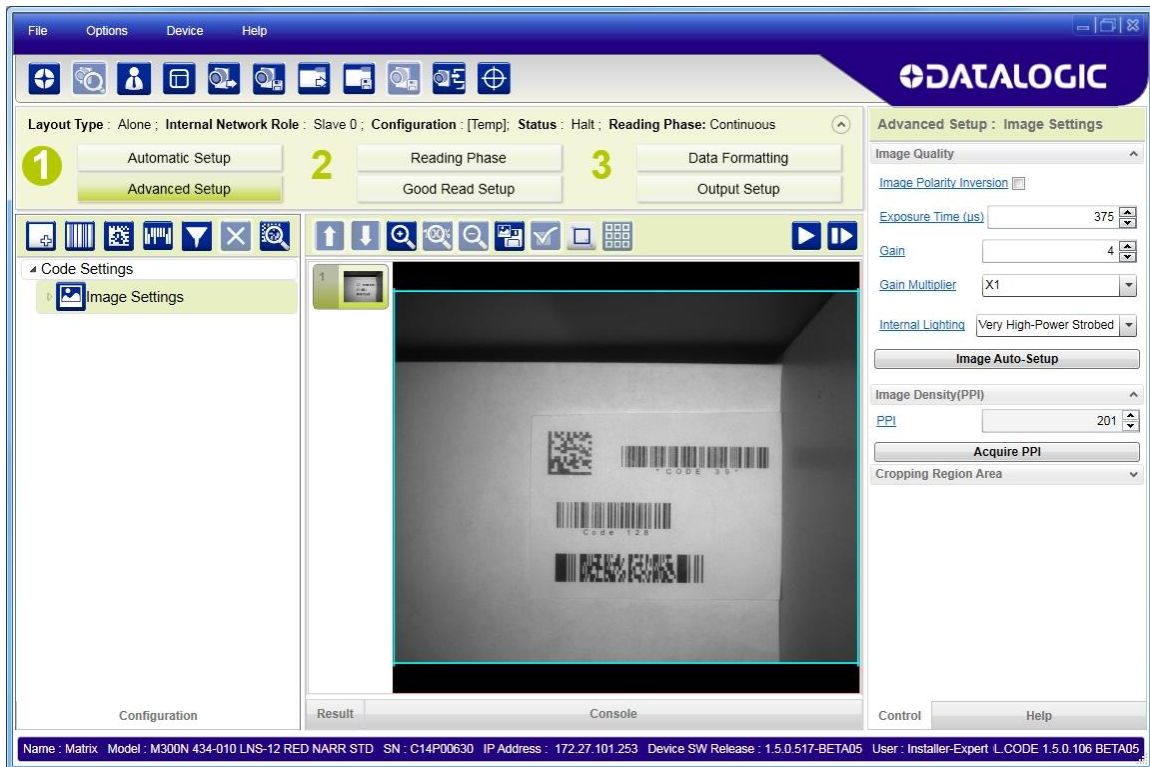 File Options Device Help
DATALOGIC
Layout Type : Alone ; Internal Network Role : Slave 0 ; Configuration : [Temp]; Status : Halt ; Reading Phase: Continuous
1 Automatic Setup 2 Reading Phase 3 Data Formatting
Advanced Setup Good Read Setup Output Setup
Code Settings
Image Settings
100%
1
*CODE 39*
Code 128
Configuration
Result Console
Advanced Setup : Image Settings
Image Quality
Image Polarity Inversion
Exposure Time (µs) 375
Gain 4
Gain Multiplier X1
Internal Lighting Very High-Power Strobed
Image Auto-Setup
Image Density(PPI)
PPI 201
Acquire PPI
Cropping Region Area
Control Help
Name : Matrix Model : M300N 434-010 LNS-12 RED NARR STD SN : C14P00630 IP Address : 172.27.101.253 Device SW Release : 1.5.0.517-BETA05 User : Installer-Expert L.CODE 1.5.0.106 BETA05